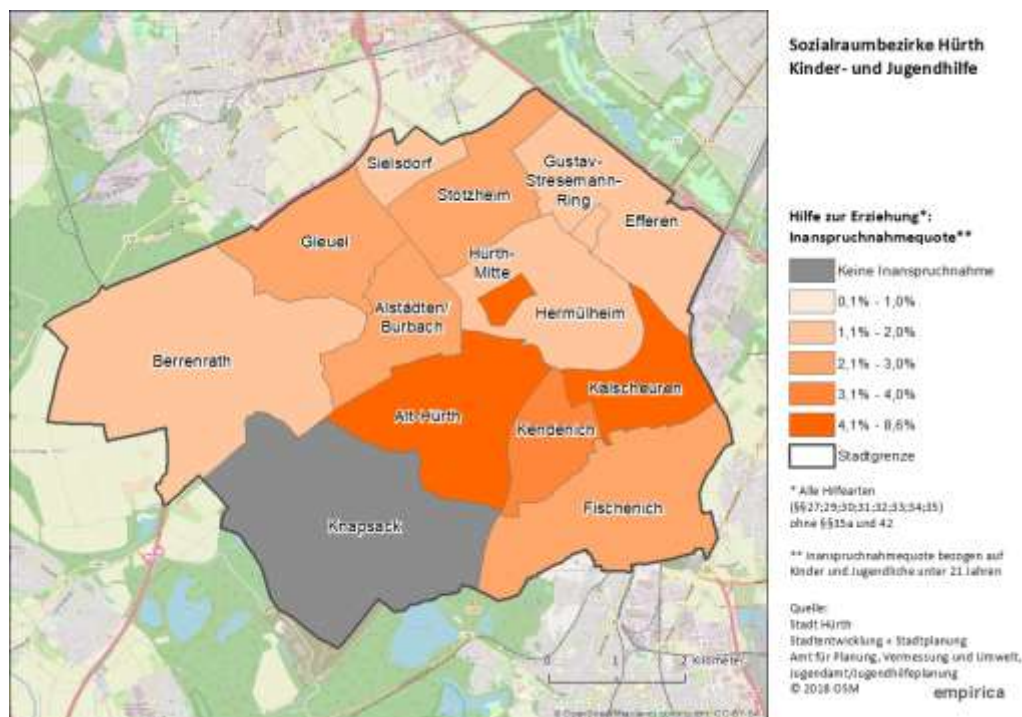 Sozialraumbezirke Hürth
Kinder- und Jugendhilfe
Sielsdorf
Gustav-
Stresemann-
Ring
Stotzheim
Efferen
Gleuel
Hürth-
Mitte
Alstädten/
Burbach
Hermülheim
Berrenrath
Kalscheuren
Alt-Hürth
Kendenich
Fischenich
Knapsack
0 1 2 Kilometer
Hilfe zur Erziehung*:
Inanspruchnahmequote**
Keine Inanspruchnahme
0,1% - 1,0%
1,1% - 2,0%
2,1% - 3,0%
3,1% - 4,0%
4,1% - 8,6%
Stadtgrenze
* Alle Hilfearten
(§§27;29;30;31;32;33;34;35)
ohne §§35a und 42
** Inanspruchnahmequote bezogen auf
Kinder und Jugendliche unter 21 Jahren
Quelle:
Stadt Hürth
Stadtentwicklung + Stadtplanung
Amt für Planung, Vermessung und Umwelt,
Jugendamt/Jugendhilfeplanung
© 2018 OSM
empirica